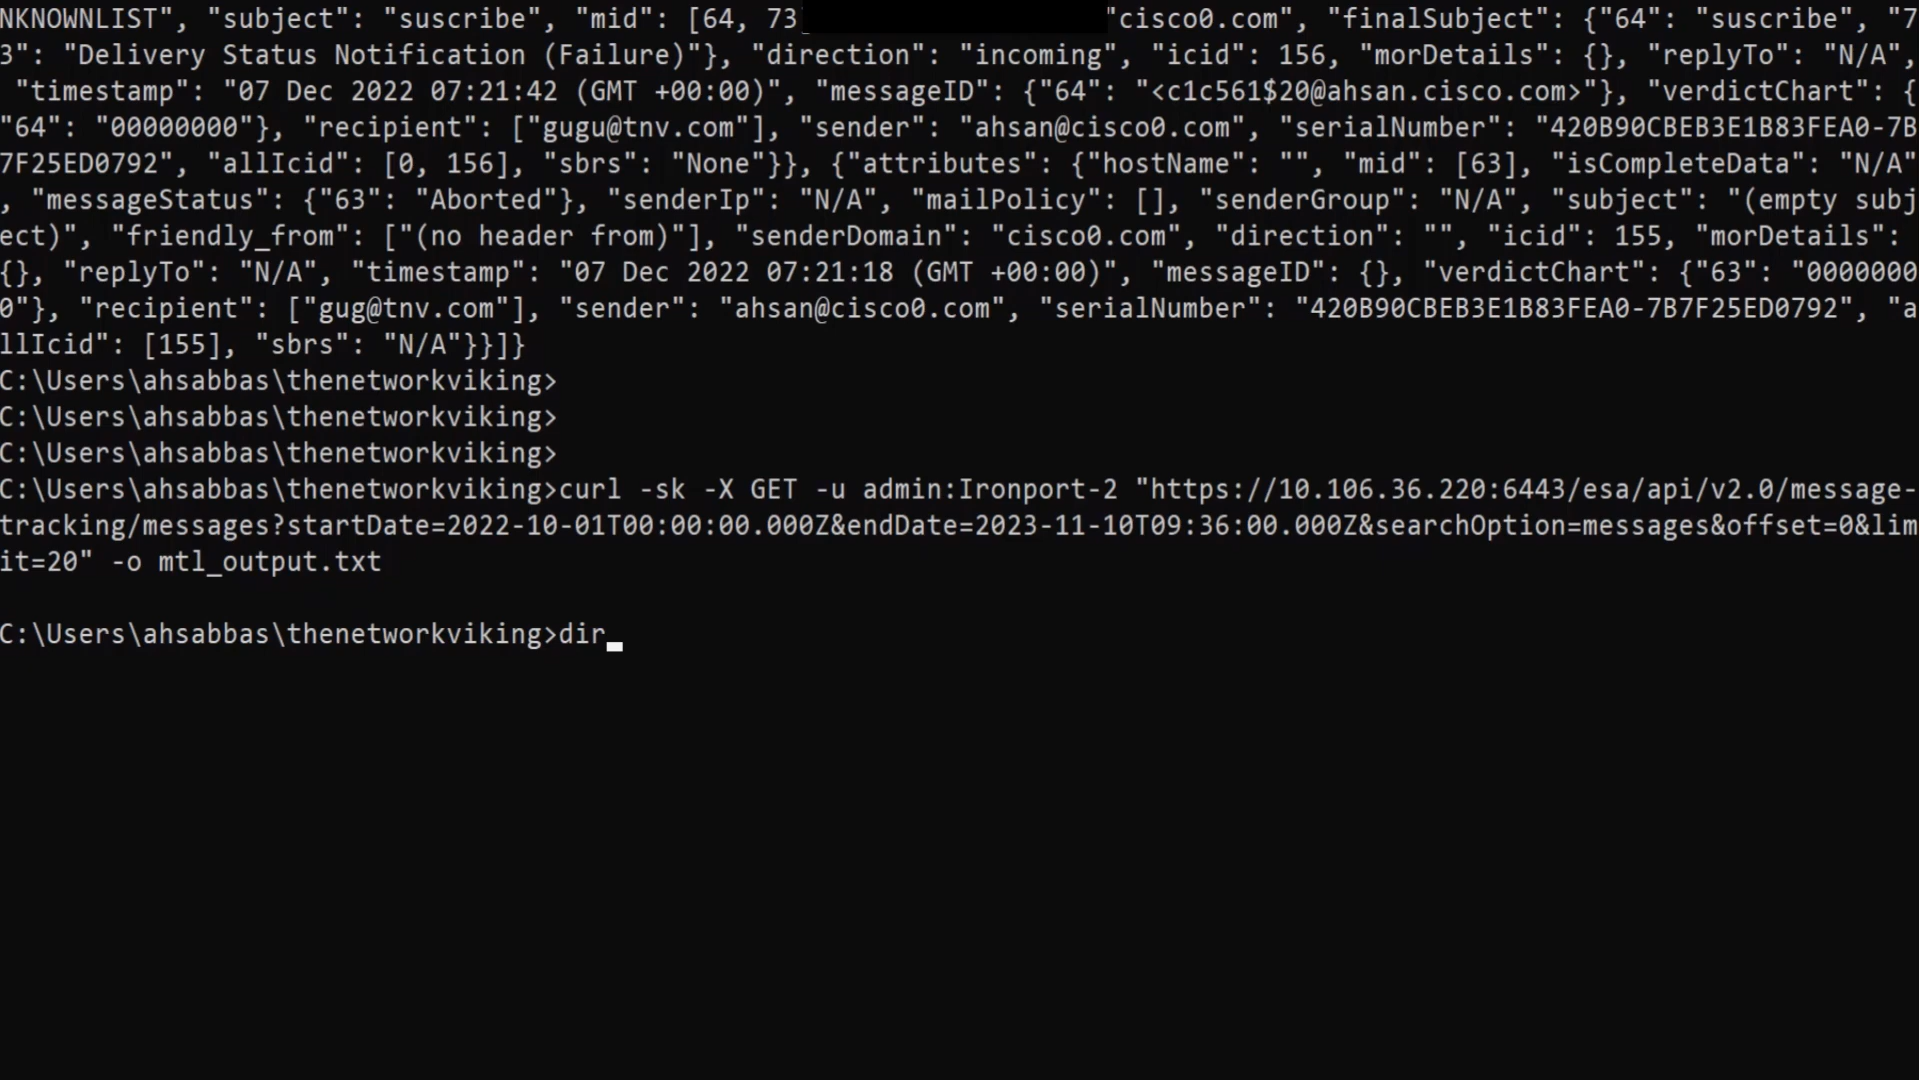 NKNOWNLIST", "subject": "suscribe", "mid": [64, 73 "cisco0.com", "finalSubject": {"64": "suscribe", "7
3": "Delivery Status Notification (Failure)"}, "direction": "incoming", "icid": 156, "morDetails": {}, "replyTo": "N/A",
"timestamp": "07 Dec 2022 07:21:42 (GMT +00:00)", "messageID": {"64": "<c1c561$20@ahsan.cisco.com>"}, "verdictChart": {
"64": "00000000"}, "recipient": ["gugu@tnv.com"], "sender": "ahsan@cisco0.com", "serialNumber": "420B90CBEB3E1B83FEA0-7B
7F25ED0792", "allIcid": [0, 156], "sbrs": "None"}}, {"attributes": {"hostName": "", "mid": [63], "isCompleteData": "N/A"
, "messageStatus": {"63": "Aborted"}, "senderIp": "N/A", "mailPolicy": [], "senderGroup": "N/A", "subject": "(empty subj
ect)", "friendly_from": ["(no header from)"], "senderDomain": "cisco0.com", "direction": "", "icid": 155, "morDetails":
{}, "replyTo": "N/A", "timestamp": "07 Dec 2022 07:21:18 (GMT +00:00)", "messageID": {}, "verdictChart": {"63": "0000000
0"}, "recipient": ["gug@tnv.com"], "sender": "ahsan@cisco0.com", "serialNumber": "420B90CBEB3E1B83FEA0-7B7F25ED0792", "a
llIcid": [155], "sbrs": "N/A"}}]}
C:\Users\ahsabbas\thenetworkviking>
C:\Users\ahsabbas\thenetworkviking>
C:\Users\ahsabbas\thenetworkviking>
C:\Users\ahsabbas\thenetworkviking>curl -sk -X GET -u admin:Ironport-2 "https://10.106.36.220:6443/esa/api/v2.0/message-
tracking/messages?startDate=2022-10-01T00:00:00.000Z&endDate=2023-11-10T09:36:00.000Z&searchOption=messages&offset=0&lim
it=20" -o mtl_output.txt
C:\Users\ahsabbas\thenetworkviking>dir